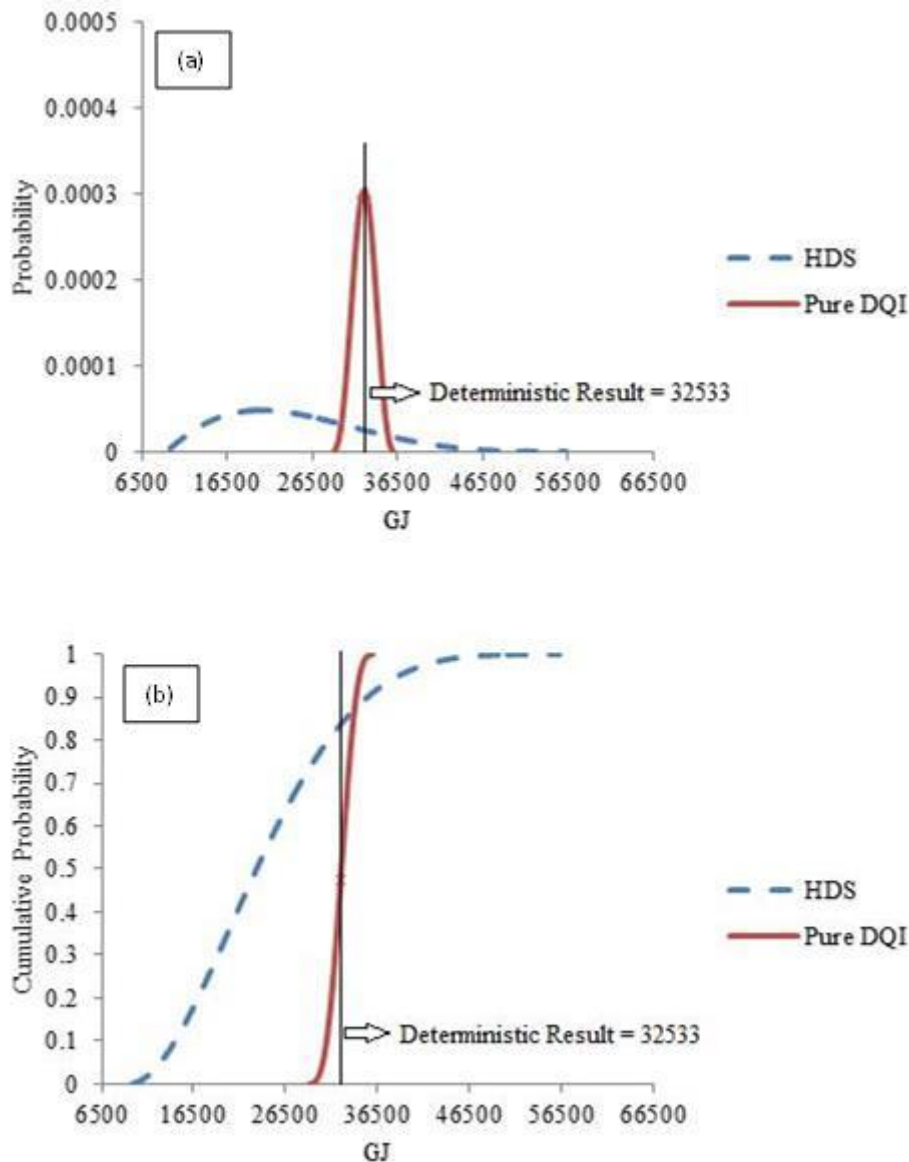 0.0005
(a)
0.0004
0.0003
0.0002
0.0001
0
Probability
HDS
Pure DQI
Deterministic Result = 32533
6500 16500 26500 36500 46500 56500 66500
GJ
1
(b)
0.9
0.8
0.7
0.6
0.5
0.4
0.3
0.2
0.1
0
Cumulative Probability
HDS
Pure DQI
Deterministic Result = 32533
6500 16500 26500 36500 46500 56500 66500
GJ